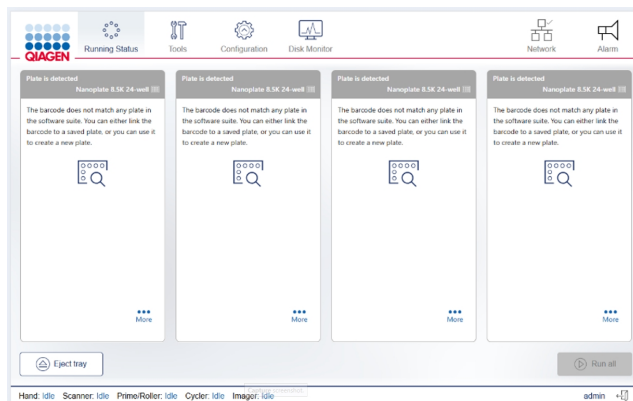 QIAGEN
Running Status
Tools
Configuration
Disk Monitor
Network
Alarm
Plate is detected
Nanoplate 8.5K 24-well
The barcode does not match any plate in
the software suite. You can either link the
barcode to a saved plate, or you can use it
to create a new plate.
More
Plate is detected
Nanoplate 8.5K 24-well
The barcode does not match any plate in
the software suite. You can either link the
barcode to a saved plate, or you can use it
to create a new plate.
More
Plate is detected
Nanoplate 8.5K 24-well
The barcode does not match any plate in
the software suite. You can either link the
barcode to a saved plate, or you can use it
to create a new plate.
More
Plate is detected
Nanoplate 8.5K 24-well
The barcode does not match any plate in
the software suite. You can either link the
barcode to a saved plate, or you can use it
to create a new plate.
More
Eject tray
Run all
Hand: Idle Scanner: Idle Prime/Roller: Idle Cycler: Idle Imager: Idle
admin